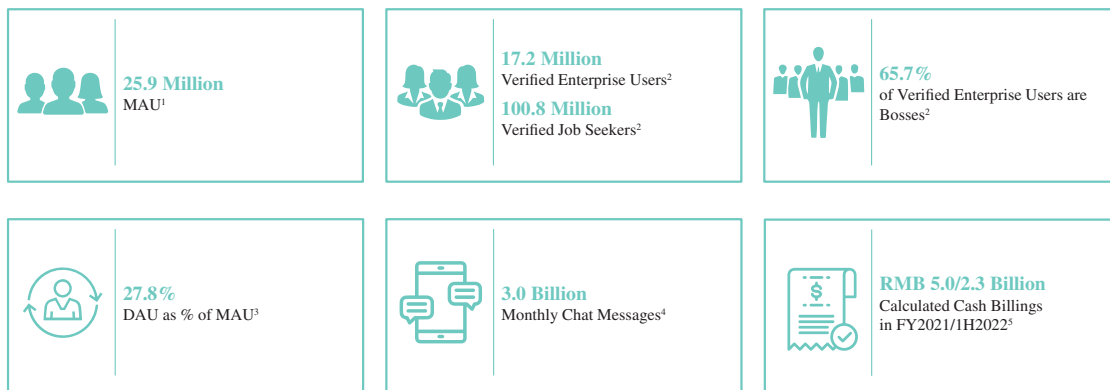 25.9 Million
MAU¹
17.2 Million
Verified Enterprise Users²
100.8 Million
Verified Job Seekers²
65.7%
of Verified Enterprise Users are
Bosses²
27.8%
DAU as % of MAU³
3.0 Billion
Monthly Chat Messages⁴
$
RMB 5.0/2.3 Billion
Calculated Cash Billings
in FY2021/1H2022⁵